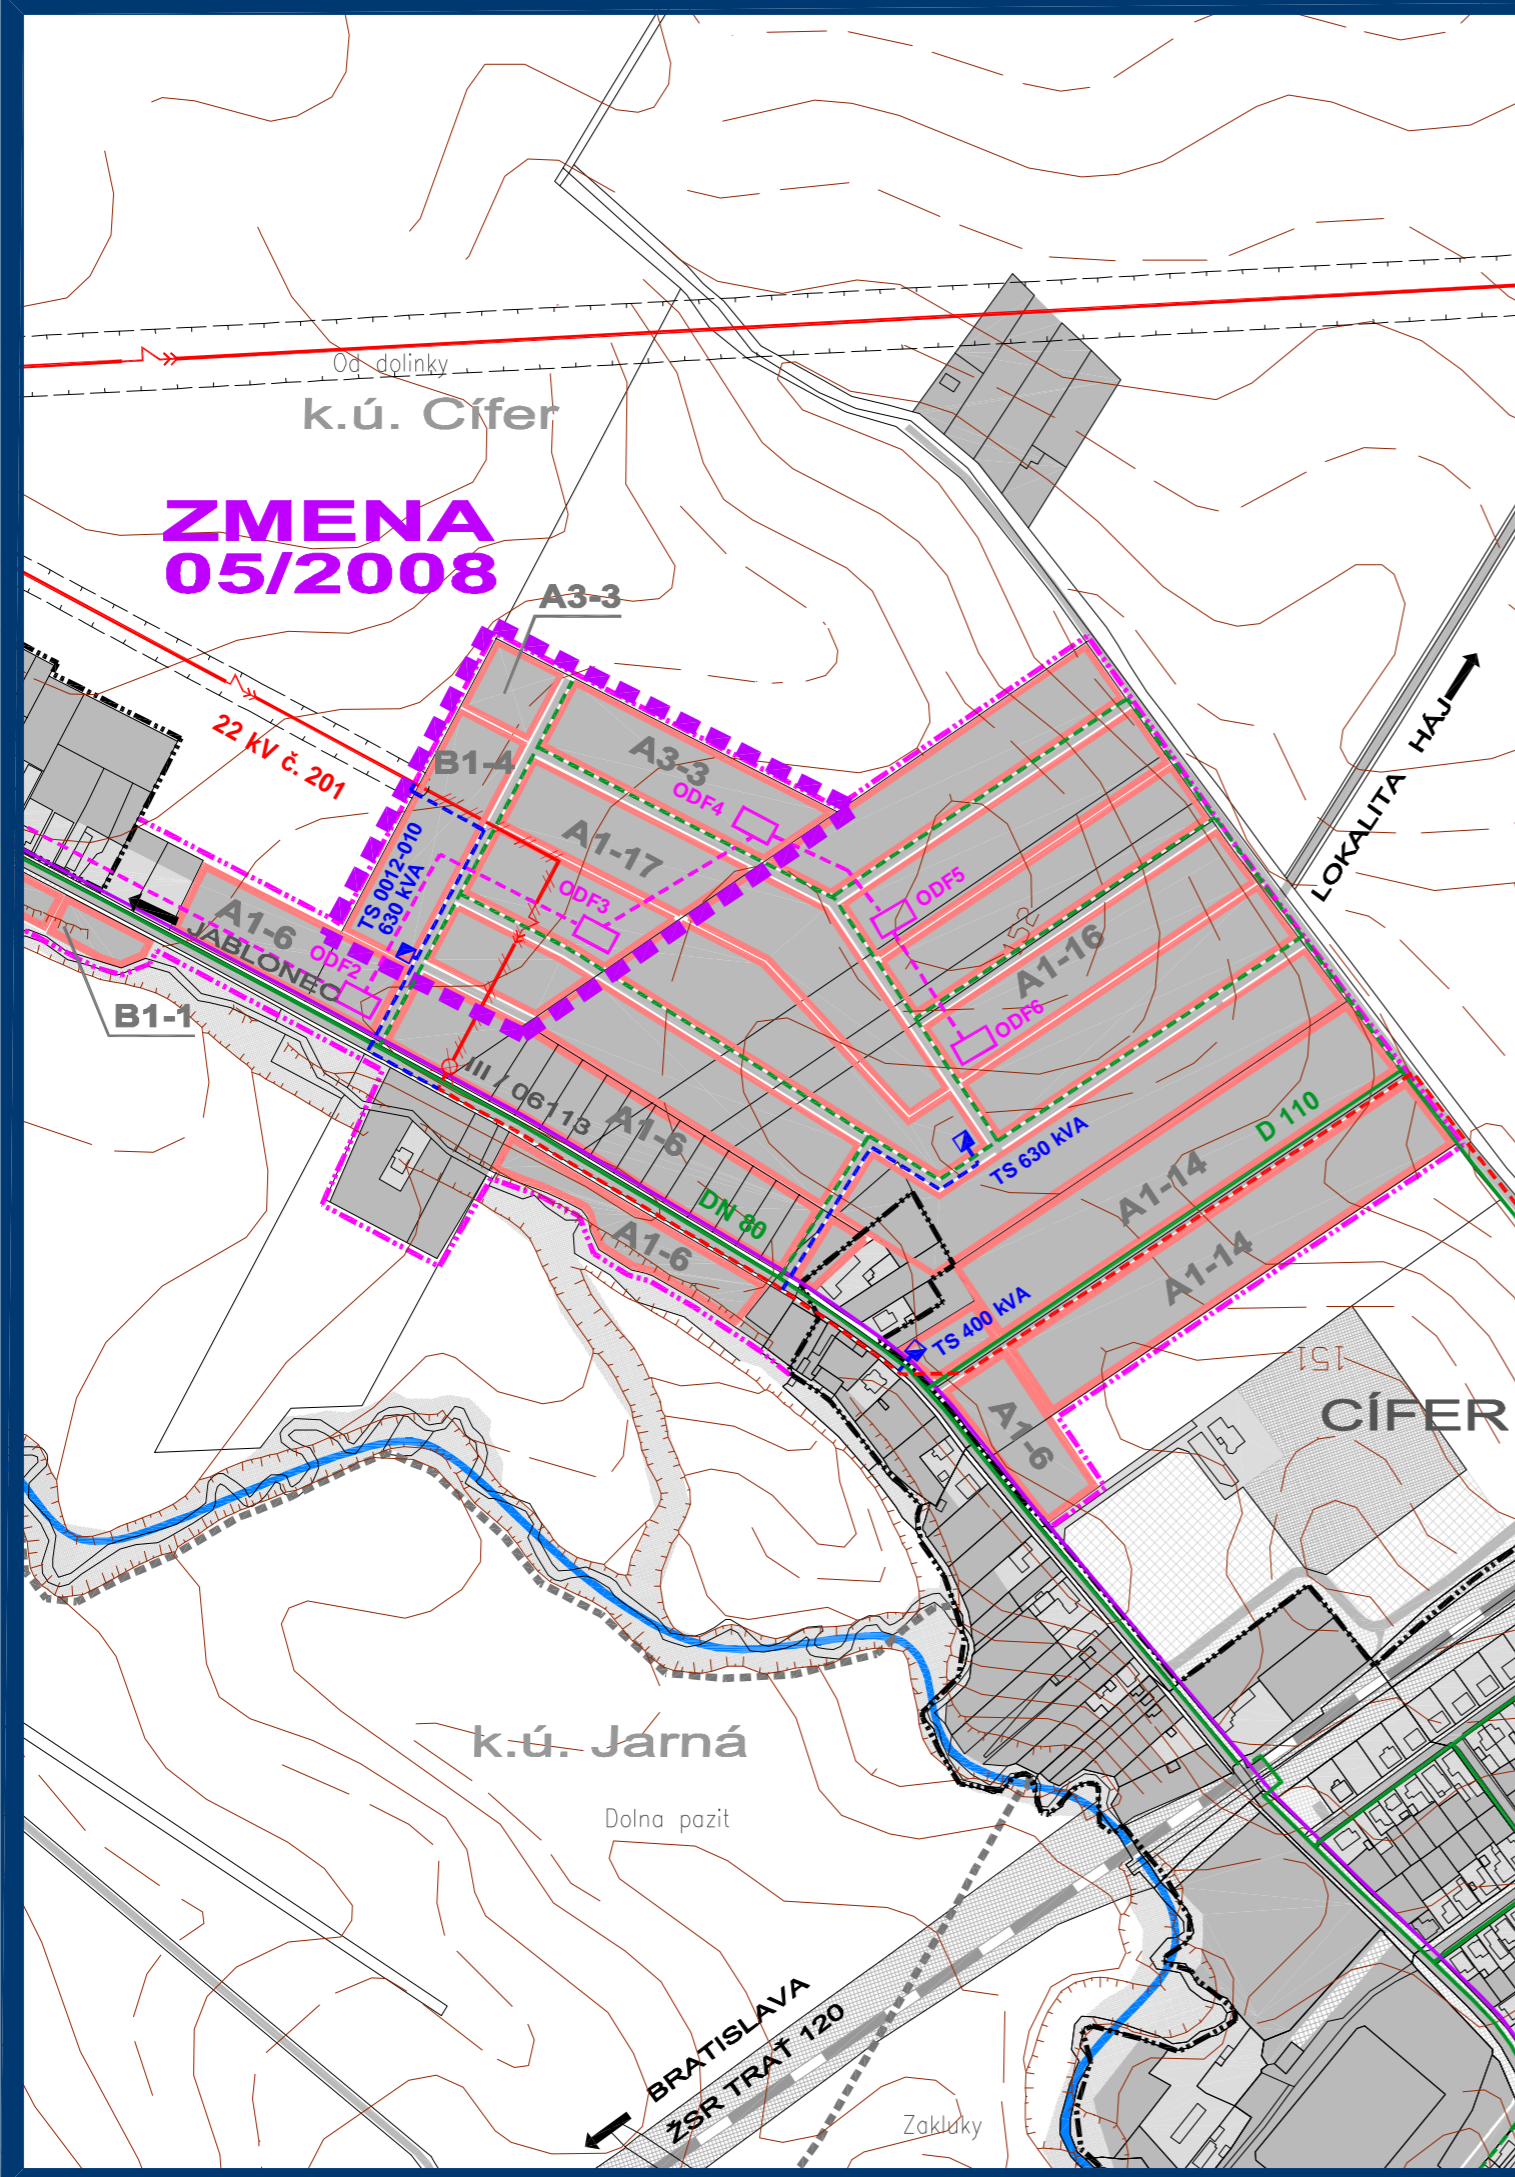 Od dolinky
k.ú. Cífer
ZMENA
05/2008
A3-3
22 kV č. 201
B1-4
A3-3
ODF4
LOKALITA HÁJ
A1-17
TS 0012-010
630 kVA
ODF3
ODF5
A1-6
JABLONEC
ODF2
152
A1-16
B1-1
ODF6
III / 06113
A1-6
D 110
TS 630 kVA
A1-14
DN 80
A1-6
A1-14
TS 400 kVA
151
CÍFER
A1-6
k.ú. Jarná
Dolna pazit
BRATISLAVA
ŽSR TRAŤ 120
Zakluky